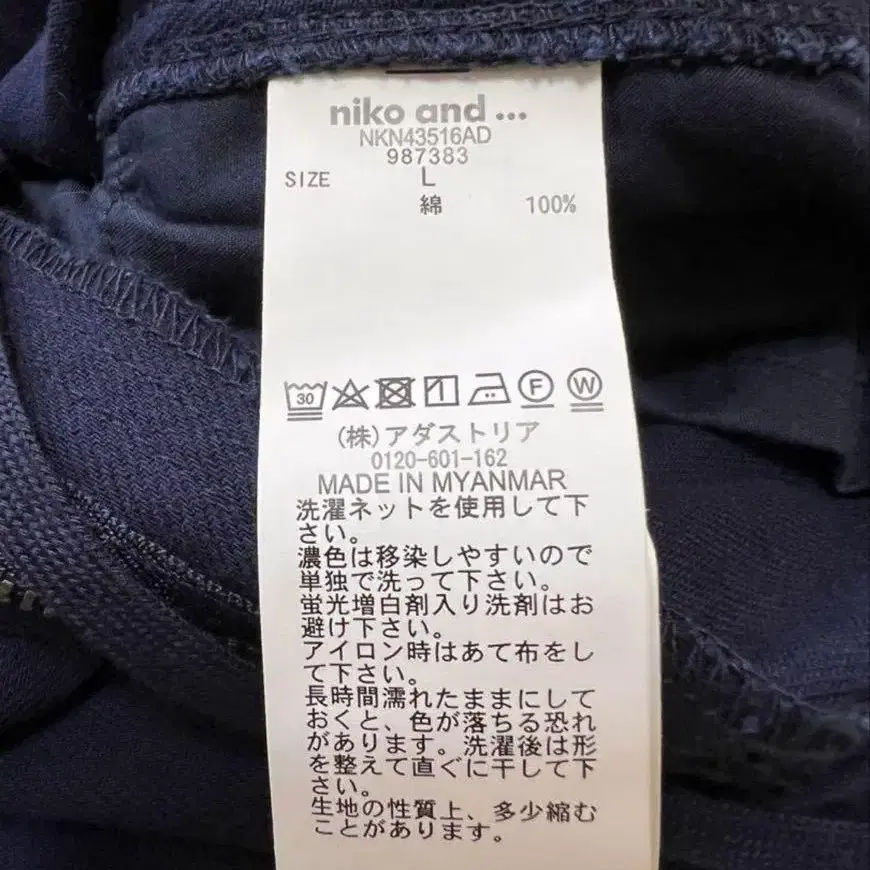 niko and ...
NKN43516AD
987383
SIZE L
綿 100%
30 F W
(株)アダストリア
0120-601-162
MADE IN MYANMAR
洗濯ネットを使用して下
さい。
濃色は移染しやすいので
単独で洗って下さい。
蛍光増白剤入り洗剤はお
避け下さい。
アイロン時はあて布をし
て下さい。
長時間濡れたままにして
おくと、色が落ちる恐れ
があります。洗濯後は形
を整えて直ぐに干して下
さい。
生地の性質上、多少縮む
ことがあります。